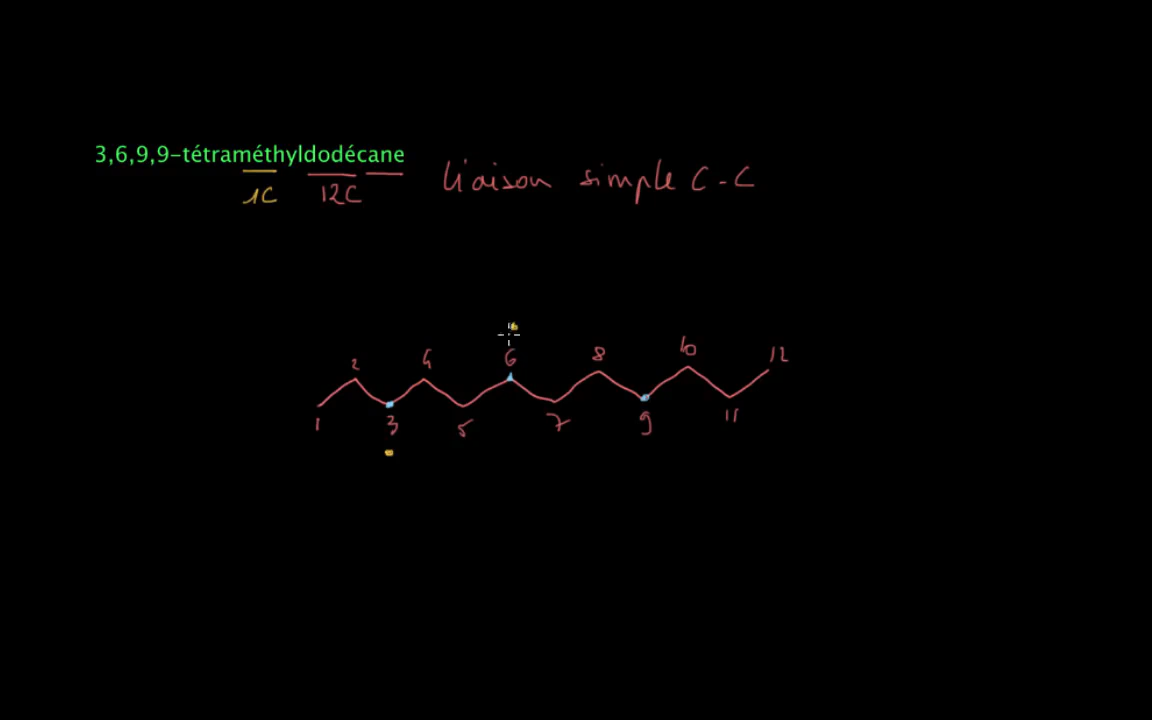 3,6,9,9-tétraméthyldodécane
1C 12C liaison simple C-C
2 4 6 8 10 12
1 3 5 7 9 11